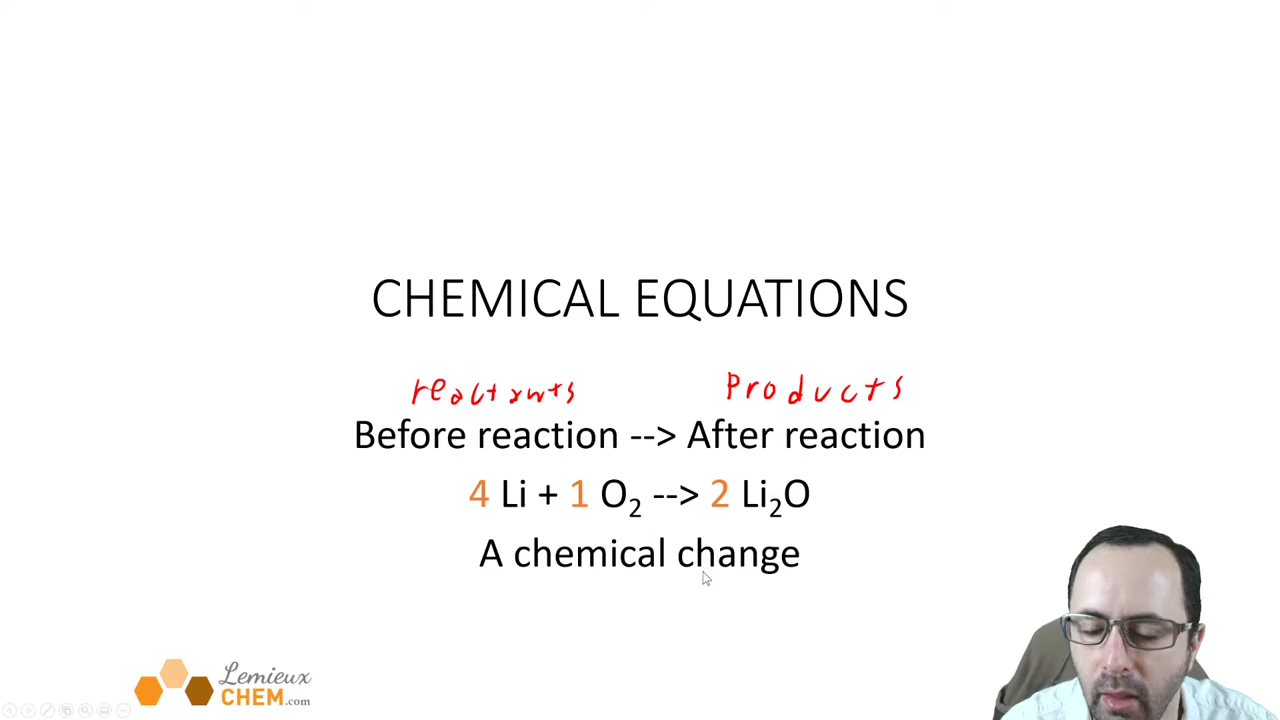 CHEMICAL EQUATIONS
reactants Products
Before reaction --> After reaction
4 Li + 1 O₂ --> 2 Li₂O
A chemical change
Lemieux
CHEM.com